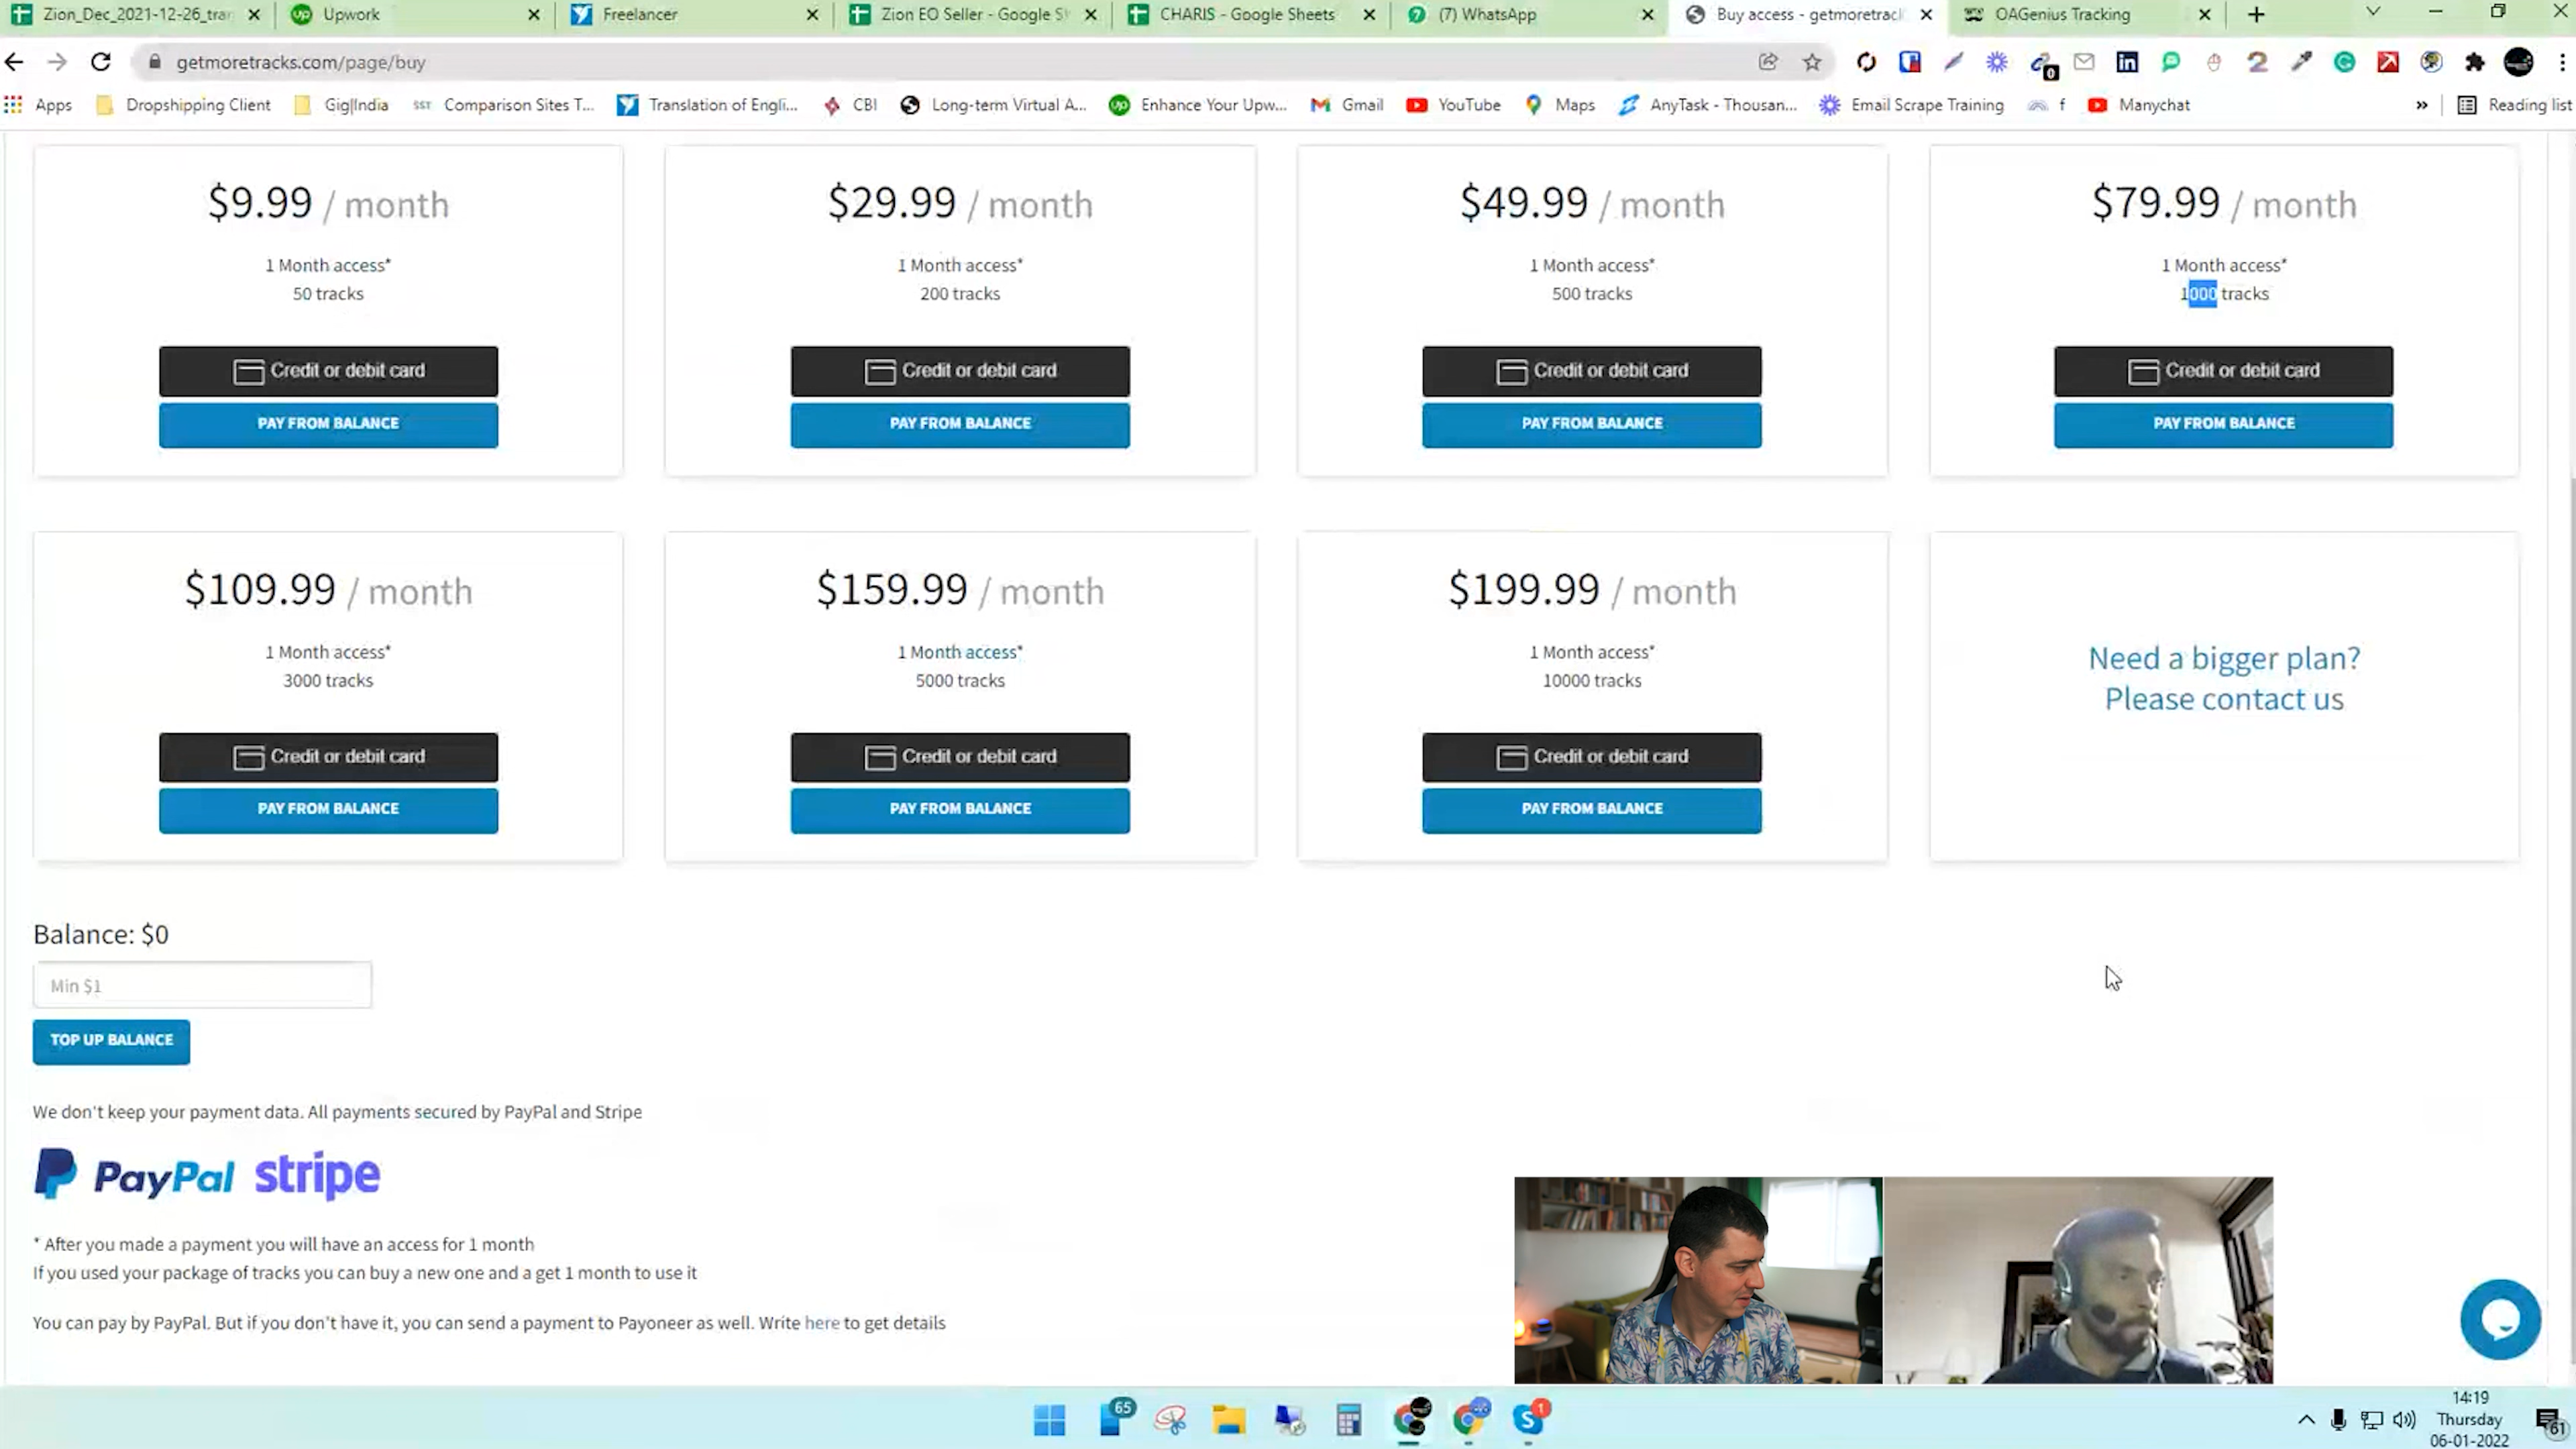 Zion_Dec_2021-12-26_trar
Upwork
Freelancer
Zion EO Seller - Google S
CHARIS - Google Sheets
(7) WhatsApp
Buy access - getmoretrac
OAGenius Tracking
getmoretracks.com/page/buy
Apps
Dropshipping Client
Gig|India
SST Comparison Sites T...
Translation of Engli...
CBI
Long-term Virtual A...
Enhance Your Upw...
Gmail
YouTube
Maps
AnyTask - Thousan...
Email Scrape Training
f
Manychat
»
Reading list
$9.99 / month
1 Month access*
50 tracks
Credit or debit card
PAY FROM BALANCE
$29.99 / month
1 Month access*
200 tracks
Credit or debit card
PAY FROM BALANCE
$49.99 / month
1 Month access*
500 tracks
Credit or debit card
PAY FROM BALANCE
$79.99 / month
1 Month access*
1000 tracks
Credit or debit card
PAY FROM BALANCE
$109.99 / month
1 Month access*
3000 tracks
Credit or debit card
PAY FROM BALANCE
$159.99 / month
1 Month access*
5000 tracks
Credit or debit card
PAY FROM BALANCE
$199.99 / month
1 Month access*
10000 tracks
Credit or debit card
PAY FROM BALANCE
Need a bigger plan?
Please contact us
Balance: $0
Min $1
TOP UP BALANCE
We don't keep your payment data. All payments secured by PayPal and Stripe
PayPal stripe
* After you made a payment you will have an access for 1 month
If you used your package of tracks you can buy a new one and a get 1 month to use it
You can pay by PayPal. But if you don't have it, you can send a payment to Payoneer as well. Write here to get details
65
1
14:19
Thursday
06-01-2022
61